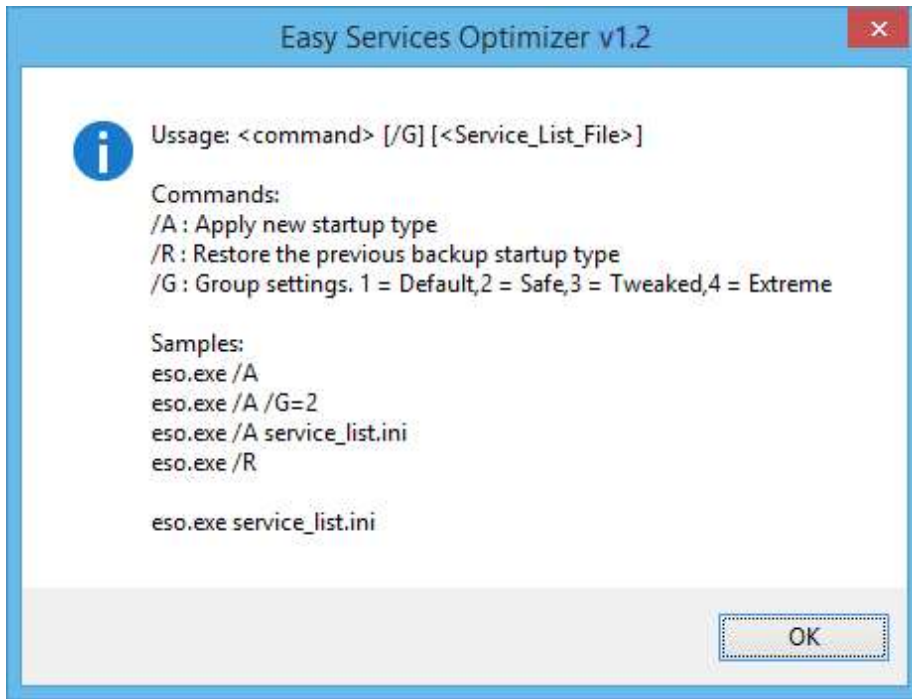 Easy Services Optimizer v1.2
Ussage: <command> [/G] [<Service_List_File>]
Commands:
/A : Apply new startup type
/R : Restore the previous backup startup type
/G : Group settings. 1 = Default,2 = Safe,3 = Tweaked,4 = Extreme
Samples:
eso.exe /A
eso.exe /A /G=2
eso.exe /A service_list.ini
eso.exe /R
eso.exe service_list.ini
OK